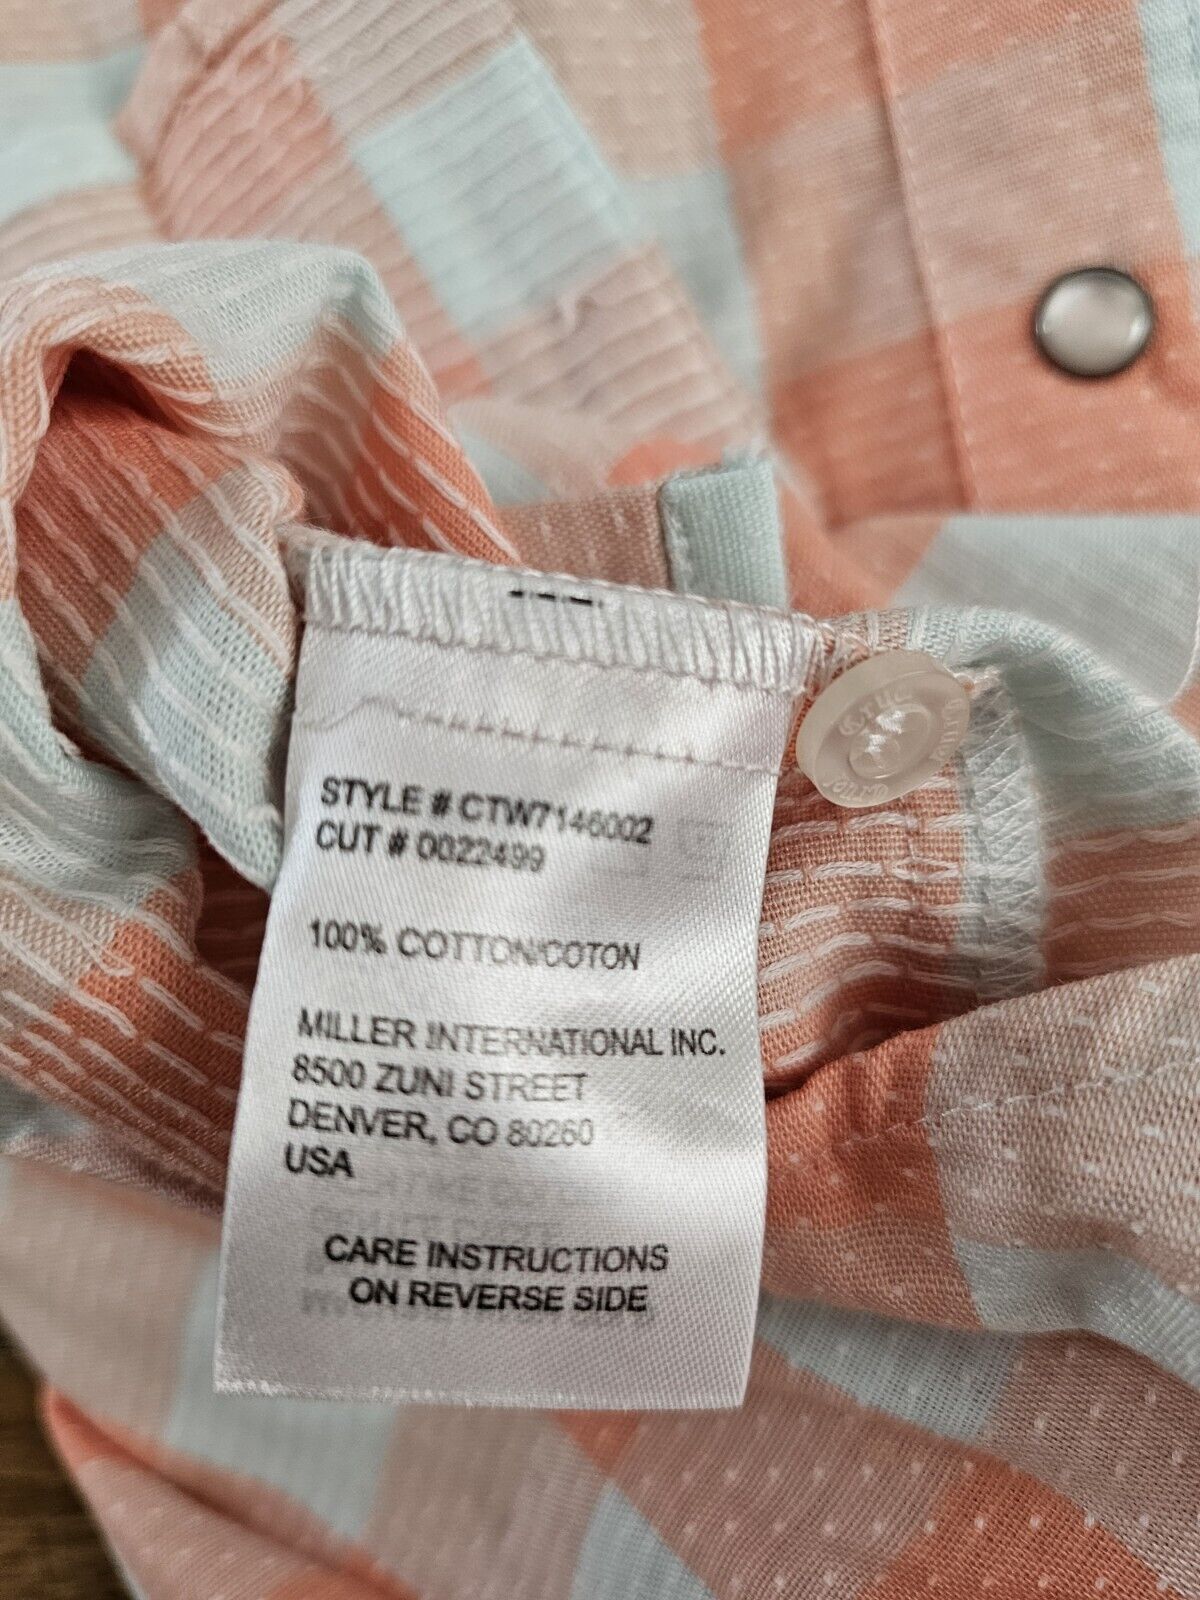 STYLE # CTW7146002
CUT # 0022499
100% COTTON/COTON
MILLER INTERNATIONAL INC.
8500 ZUNI STREET
DENVER, CO 80260
USA
CARE INSTRUCTIONS
ON REVERSE SIDE